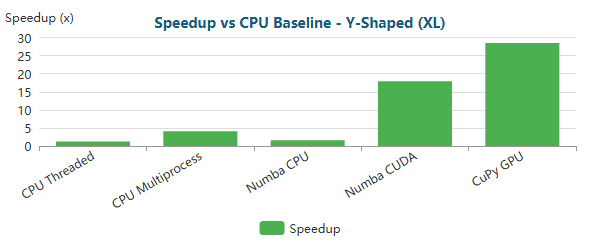 Speedup (x)
Speedup vs CPU Baseline - Y-Shaped (XL)
30
25
20
15
10
5
0
CPU Threaded
CPU Multiprocess
Numba CPU
Numba CUDA
CuPy GPU
Speedup